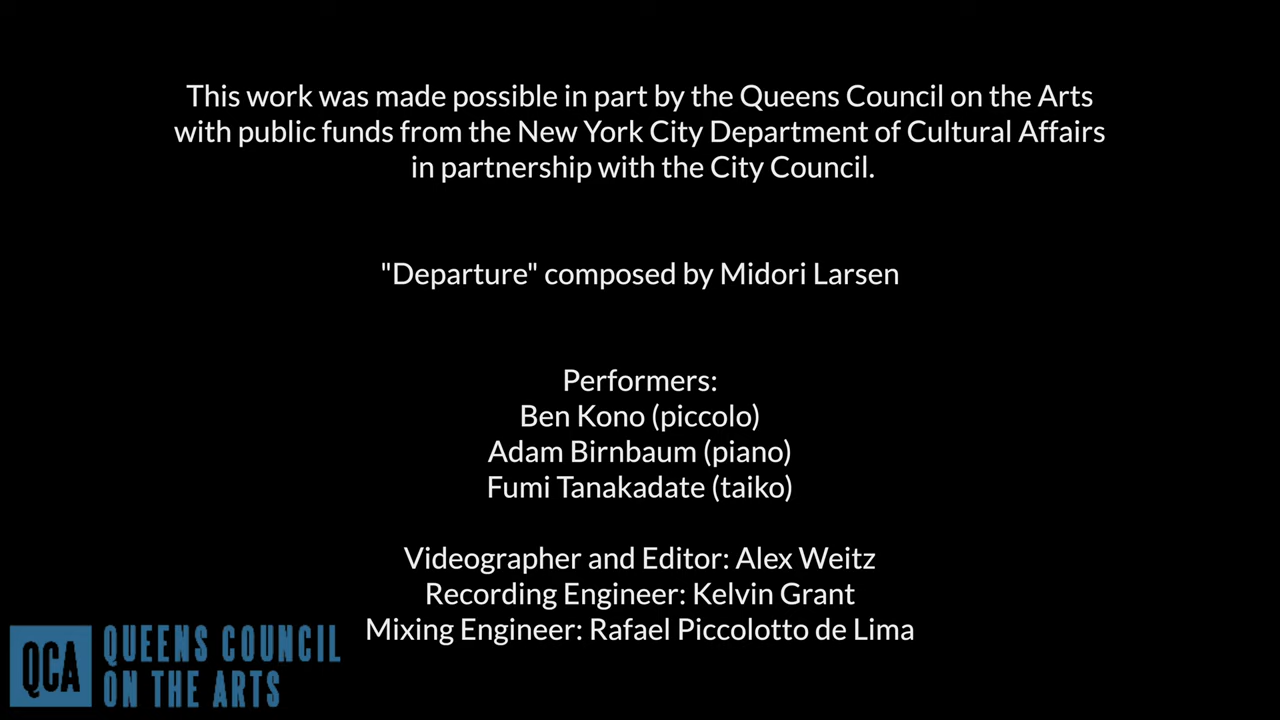 This work was made possible in part by the Queens Council on the Arts
with public funds from the New York City Department of Cultural Affairs
in partnership with the City Council.
"Departure" composed by Midori Larsen
Performers:
Ben Kono (piccolo)
Adam Birnbaum (piano)
Fumi Tanakadate (taiko)
Videographer and Editor: Alex Weitz
Recording Engineer: Kelvin Grant
Mixing Engineer: Rafael Piccolotto de Lima
QCA
QUEENS COUNCIL
ON THE ARTS